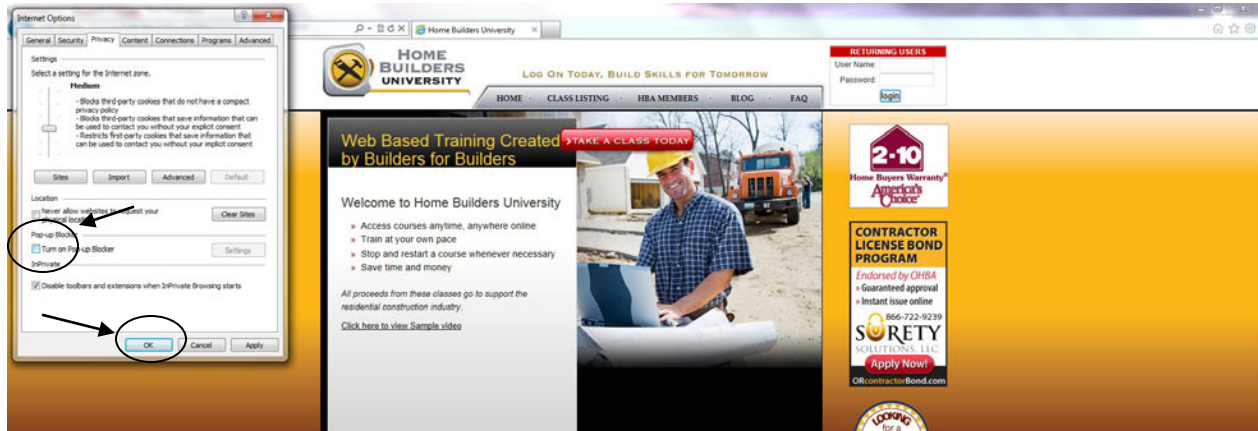 Internet Options
General Security Privacy Content Connections Programs Advanced
Settings
Select a setting for the Internet zone.
Medium
- Blocks third-party cookies that do not have a compact
privacy policy
- Blocks third-party cookies that save information that can
be used to contact you without your explicit consent
- Restricts first-party cookies that save information that
can be used to contact you without your implicit consent
Sites Import Advanced Default
Location
Never allow websites to request your
physical location
Clear Sites
Pop-up Blocker
Turn on Pop-up Blocker
Settings
InPrivate
Disable toolbars and extensions when InPrivate Browsing starts
OK Cancel Apply
Home Builders University
HOME
BUILDERS
UNIVERSITY
LOG ON TODAY, BUILD SKILLS FOR TOMORROW
HOME CLASS LISTING HBA MEMBERS BLOG FAQ
RETURNING USERS
User Name:
Password:
login
Web Based Training Created
by Builders for Builders
TAKE A CLASS TODAY
Welcome to Home Builders University
» Access courses anytime, anywhere online
» Train at your own pace
» Stop and restart a course whenever necessary
» Save time and money
All proceeds from these classes go to support the
residential construction industry.
Click here to view Sample video
2-10
Home Buyers Warranty®
America's
Choice®
CONTRACTOR
LICENSE BOND
PROGRAM
Endorsed by OHBA
» Guaranteed approval
» Instant issue online
866-722-9239
SURETY
SOLUTIONS, LLC
Apply Now!
ORcontractorBond.com
LOOKING
for a